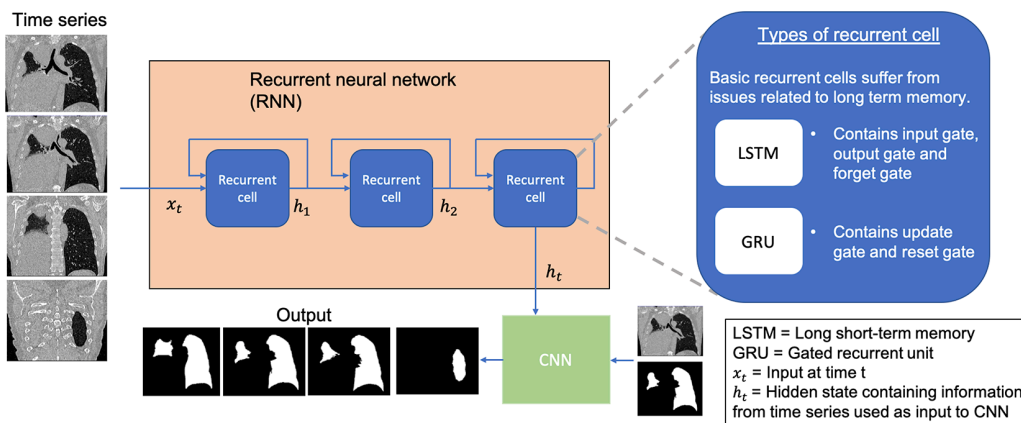 Time series
Recurrent neural network
(RNN)
Recurrent
cell
Recurrent
cell
Recurrent
cell
x_t
h_1
h_2
h_t
Types of recurrent cell
Basic recurrent cells suffer from
issues related to long term memory.
LSTM
• Contains input gate,
output gate and
forget gate
GRU
• Contains update
gate and reset gate
Output
CNN
LSTM = Long short-term memory
GRU = Gated recurrent unit
x_t = Input at time t
h_t = Hidden state containing information
from time series used as input to CNN